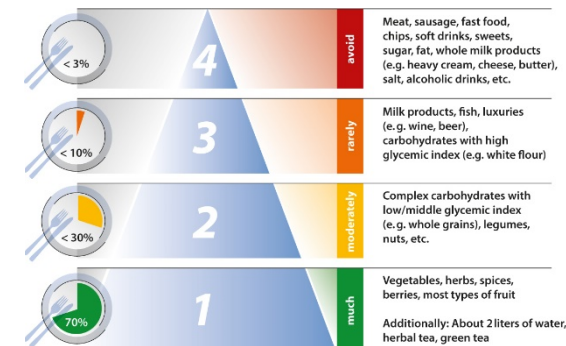 < 3%
4
avoid
Meat, sausage, fast food,
chips, soft drinks, sweets,
sugar, fat, whole milk products
(e.g. heavy cream, cheese, butter),
salt, alcoholic drinks, etc.
< 10%
3
rarely
Milk products, fish, luxuries
(e.g. wine, beer),
carbohydrates with high
glycemic index (e.g. white flour)
< 30%
2
moderately
Complex carbohydrates with
low/middle glycemic index
(e.g. whole grains), legumes,
nuts, etc.
70%
1
much
Vegetables, herbs, spices,
berries, most types of fruit
Additionally: About 2 liters of water,
herbal tea, green tea